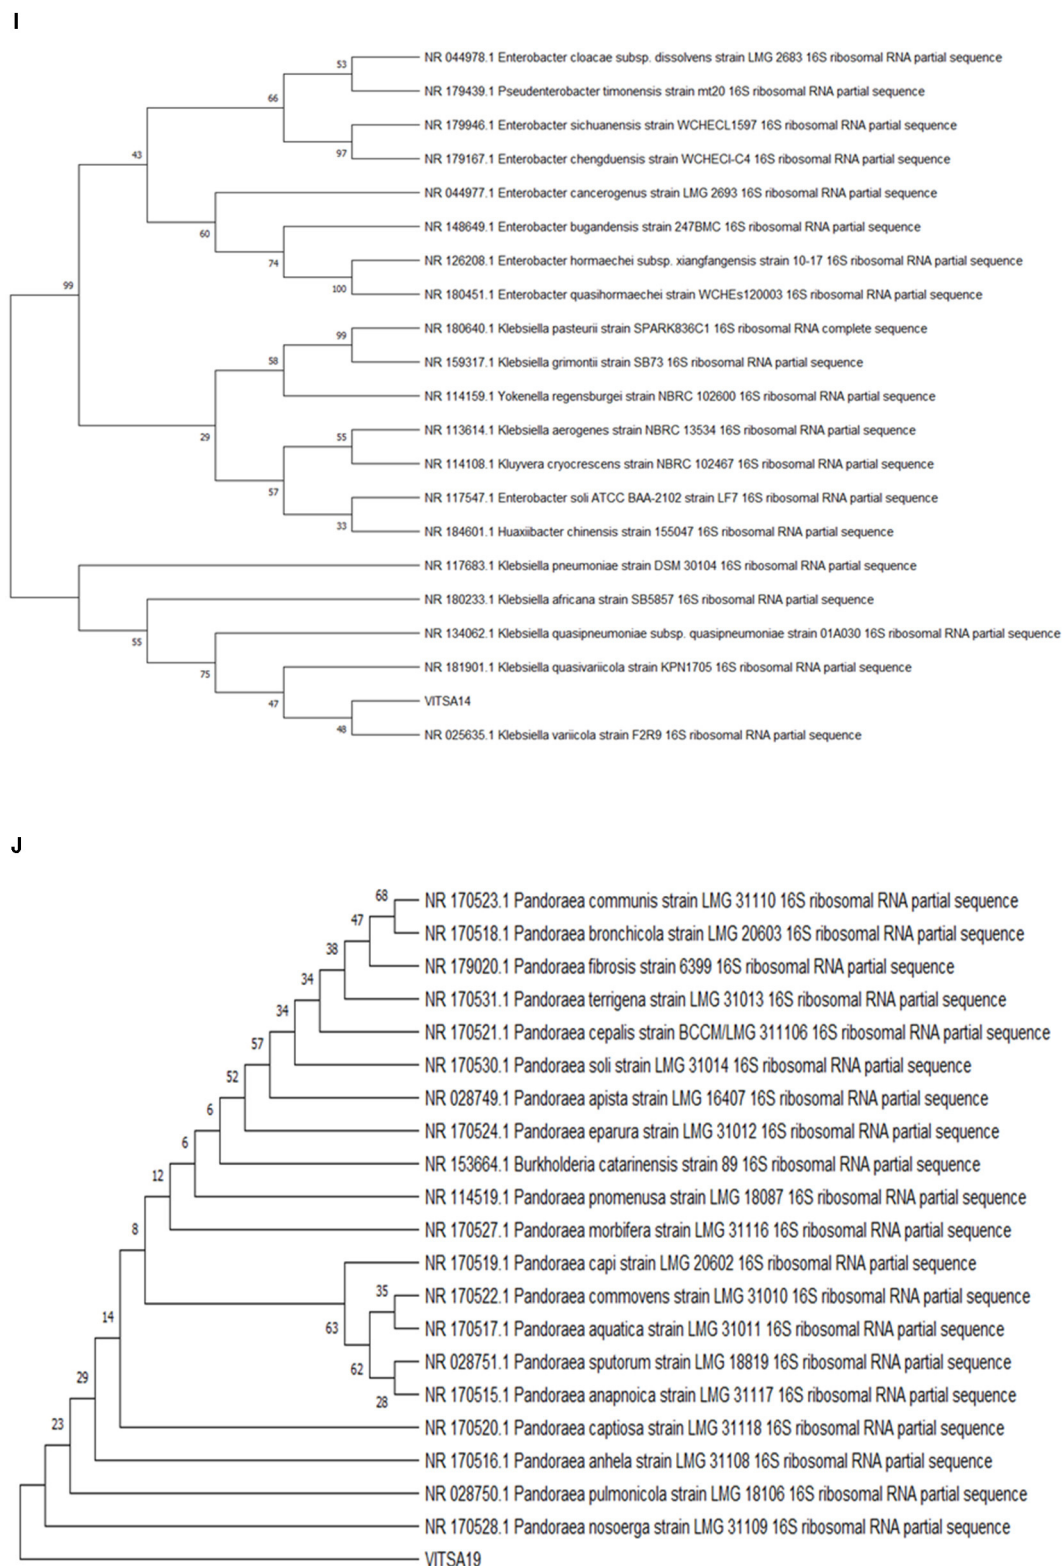 I
53
NR 044978.1 Enterobacter cloacae subsp. dissolvens strain LMG 2683 16S ribosomal RNA partial sequence
66
NR 179439.1 Pseudenterobacter timonensis strain mt20 16S ribosomal RNA partial sequence
NR 179946.1 Enterobacter sichuanensis strain WCHECL1597 16S ribosomal RNA partial sequence
43
97
NR 179167.1 Enterobacter chengduensis strain WCHECl-C4 16S ribosomal RNA partial sequence
NR 044977.1 Enterobacter cancerogenus strain LMG 2693 16S ribosomal RNA partial sequence
60
NR 148649.1 Enterobacter bugandensis strain 247BMC 16S ribosomal RNA partial sequence
74
NR 126208.1 Enterobacter hormaechei subsp. xiangfangensis strain 10-17 16S ribosomal RNA partial sequence
99
100
NR 180451.1 Enterobacter quasihormaechei strain WCHEs120003 16S ribosomal RNA partial sequence
NR 180640.1 Klebsiella pasteurii strain SPARK836C1 16S ribosomal RNA complete sequence
99
58
NR 159317.1 Klebsiella grimontii strain SB73 16S ribosomal RNA partial sequence
NR 114159.1 Yokenella regensburgei strain NBRC 102600 16S ribosomal RNA partial sequence
29
55
NR 113614.1 Klebsiella aerogenes strain NBRC 13534 16S ribosomal RNA partial sequence
NR 114108.1 Kluyvera cryocrescens strain NBRC 102467 16S ribosomal RNA partial sequence
57
NR 117547.1 Enterobacter soli ATCC BAA-2102 strain LF7 16S ribosomal RNA partial sequence
33
NR 184601.1 Huaxiibacter chinensis strain 155047 16S ribosomal RNA partial sequence
NR 117683.1 Klebsiella pneumoniae strain DSM 30104 16S ribosomal RNA partial sequence
NR 180233.1 Klebsiella africana strain SB5857 16S ribosomal RNA partial sequence
55
NR 134062.1 Klebsiella quasipneumoniae subsp. quasipneumoniae strain 01A030 16S ribosomal RNA partial sequence
75
NR 181901.1 Klebsiella quasivariicola strain KPN1705 16S ribosomal RNA partial sequence
47
VITSA14
48
NR 025635.1 Klebsiella variicola strain F2R9 16S ribosomal RNA partial sequence
J
68
NR 170523.1 Pandoraea communis strain LMG 31110 16S ribosomal RNA partial sequence
47
NR 170518.1 Pandoraea bronchicola strain LMG 20603 16S ribosomal RNA partial sequence
38
NR 179020.1 Pandoraea fibrosis strain 6399 16S ribosomal RNA partial sequence
34
NR 170531.1 Pandoraea terrigena strain LMG 31013 16S ribosomal RNA partial sequence
34
NR 170521.1 Pandoraea cepalis strain BCCM/LMG 311106 16S ribosomal RNA partial sequence
57
NR 170530.1 Pandoraea soli strain LMG 31014 16S ribosomal RNA partial sequence
52
NR 028749.1 Pandoraea apista strain LMG 16407 16S ribosomal RNA partial sequence
6
NR 170524.1 Pandoraea eparura strain LMG 31012 16S ribosomal RNA partial sequence
6
NR 153664.1 Burkholderia catarinensis strain 89 16S ribosomal RNA partial sequence
12
NR 114519.1 Pandoraea pnomenusa strain LMG 18087 16S ribosomal RNA partial sequence
8
NR 170527.1 Pandoraea morbifera strain LMG 31116 16S ribosomal RNA partial sequence
NR 170519.1 Pandoraea capi strain LMG 20602 16S ribosomal RNA partial sequence
35
NR 170522.1 Pandoraea commovens strain LMG 31010 16S ribosomal RNA partial sequence
14
63
NR 170517.1 Pandoraea aquatica strain LMG 31011 16S ribosomal RNA partial sequence
62
NR 028751.1 Pandoraea sputorum strain LMG 18819 16S ribosomal RNA partial sequence
29
28
NR 170515.1 Pandoraea anapnoica strain LMG 31117 16S ribosomal RNA partial sequence
23
NR 170520.1 Pandoraea captiosa strain LMG 31118 16S ribosomal RNA partial sequence
NR 170516.1 Pandoraea anhela strain LMG 31108 16S ribosomal RNA partial sequence
NR 028750.1 Pandoraea pulmonicola strain LMG 18106 16S ribosomal RNA partial sequence
NR 170528.1 Pandoraea nosoerga strain LMG 31109 16S ribosomal RNA partial sequence
VITSA19